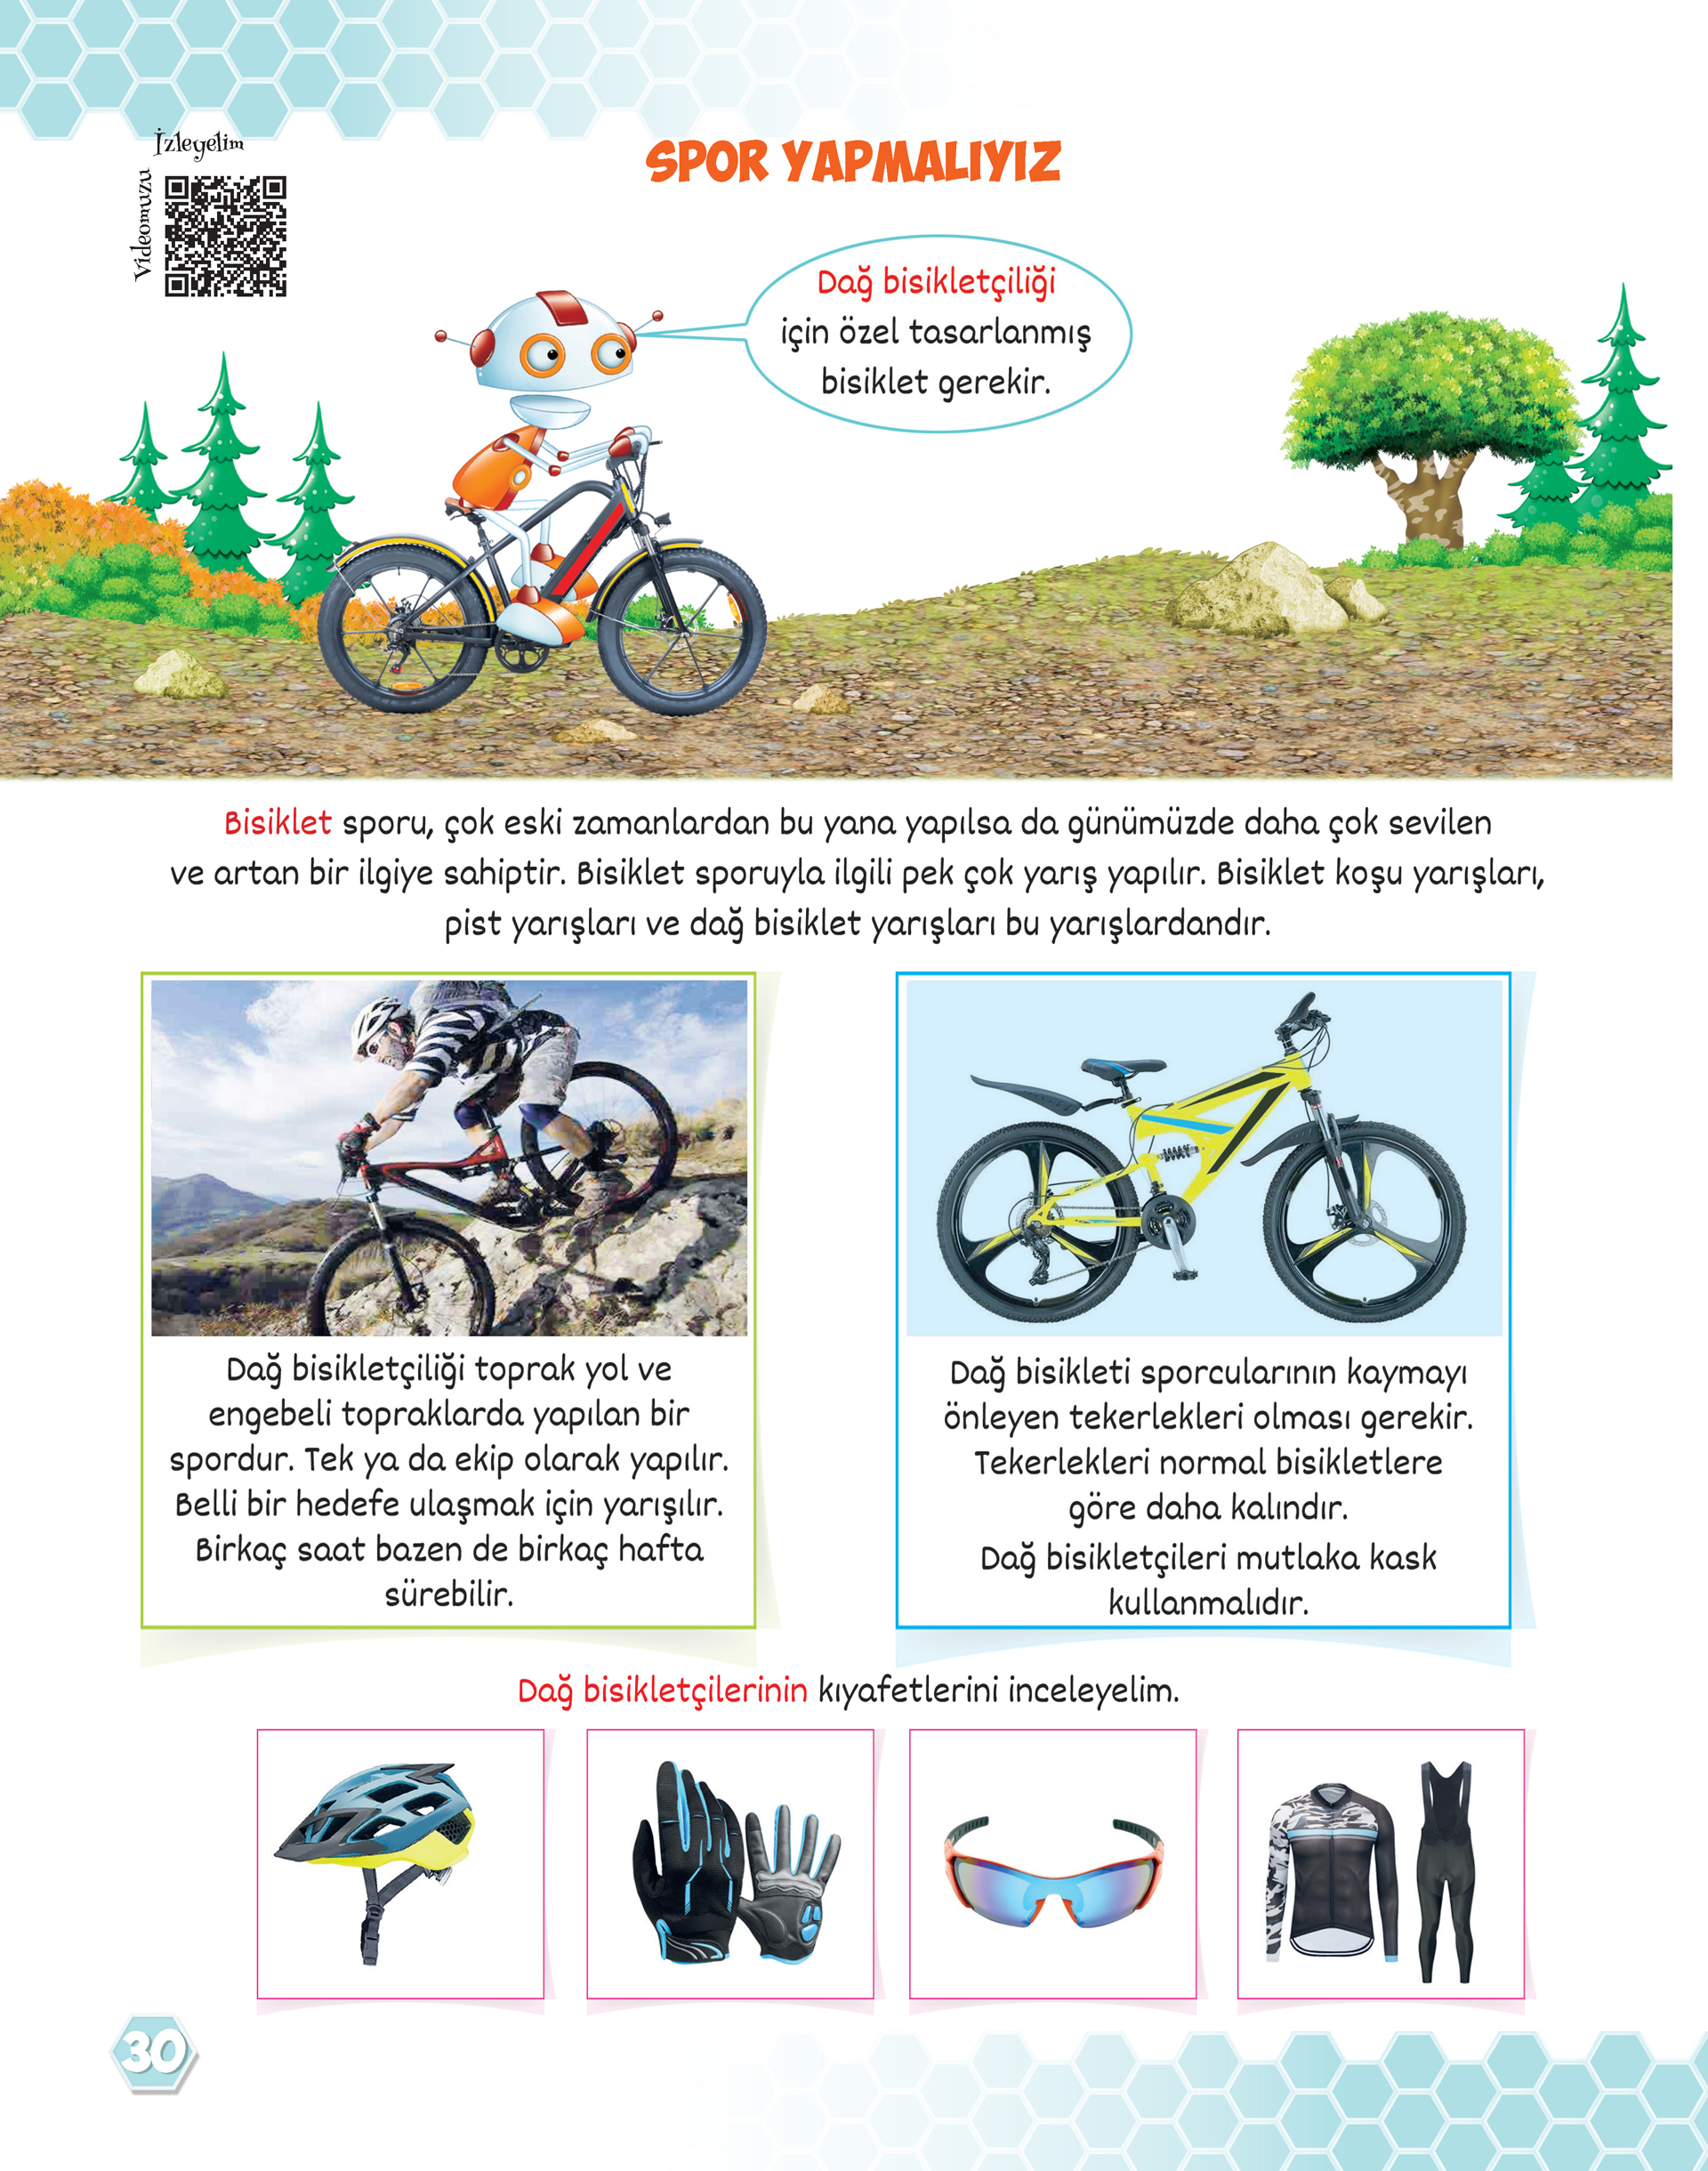 İzleyelim
Videomuzu
SPOR YAPMALIYIZ
Dağ bisikletçiliği
için özel tasarlanmış
bisiklet gerekir.
Bisiklet sporu, çok eski zamanlardan bu yana yapılsa da günümüzde daha çok sevilen
ve artan bir ilgiye sahiptir. Bisiklet sporuyla ilgili pek çok yarış yapılır. Bisiklet koşu yarışları,
pist yarışları ve dağ bisiklet yarışları bu yarışlardandır.
Dağ bisikletçiliği toprak yol ve
engebeli topraklarda yapılan bir
spordur. Tek ya da ekip olarak yapılır.
Belli bir hedefe ulaşmak için yarışılır.
Birkaç saat bazen de birkaç hafta
sürebilir.
Dağ bisikleti sporcularının kaymayı
önleyen tekerlekleri olması gerekir.
Tekerlekleri normal bisikletlere
göre daha kalındır.
Dağ bisikletçileri mutlaka kask
kullanmalıdır.
Dağ bisikletçilerinin kıyafetlerini inceleyelim.
30